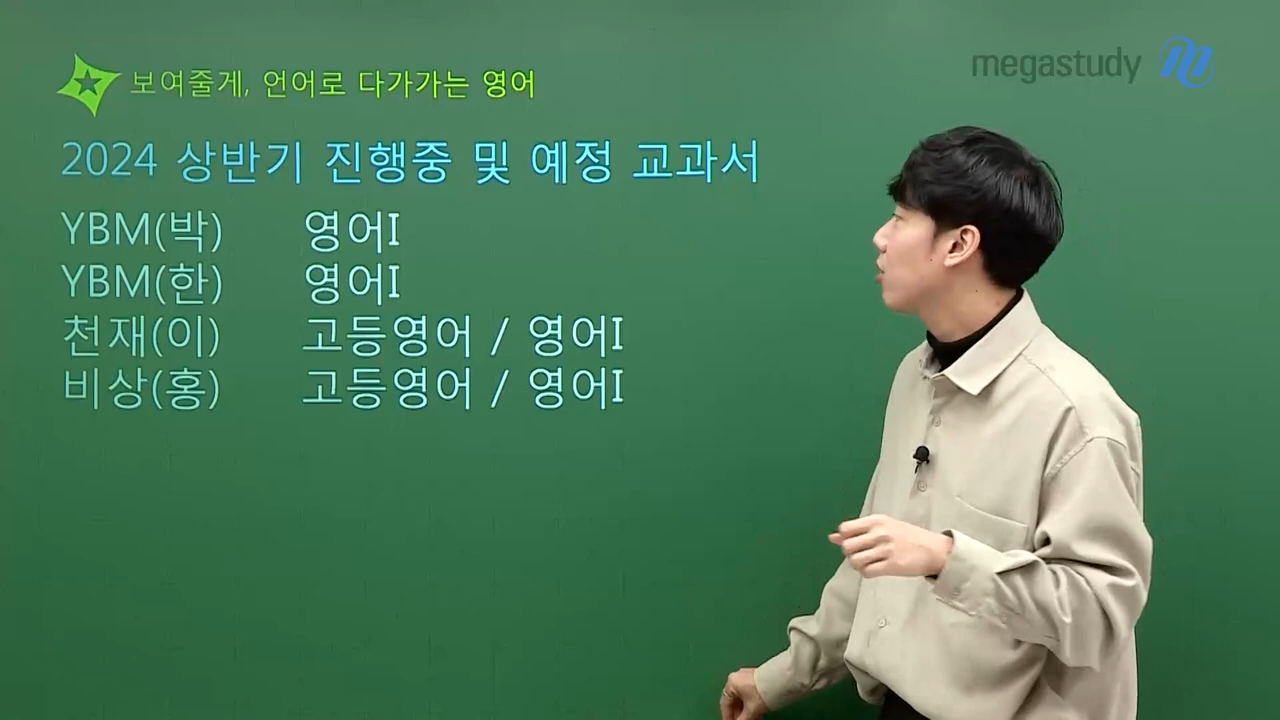 보여줄게, 언어로 다가가는 영어
megastudy
2024 상반기 진행중 및 예정 교과서
YBM(박) 영어I
YBM(한) 영어I
천재(이) 고등영어 / 영어I
비상(홍) 고등영어 / 영어I